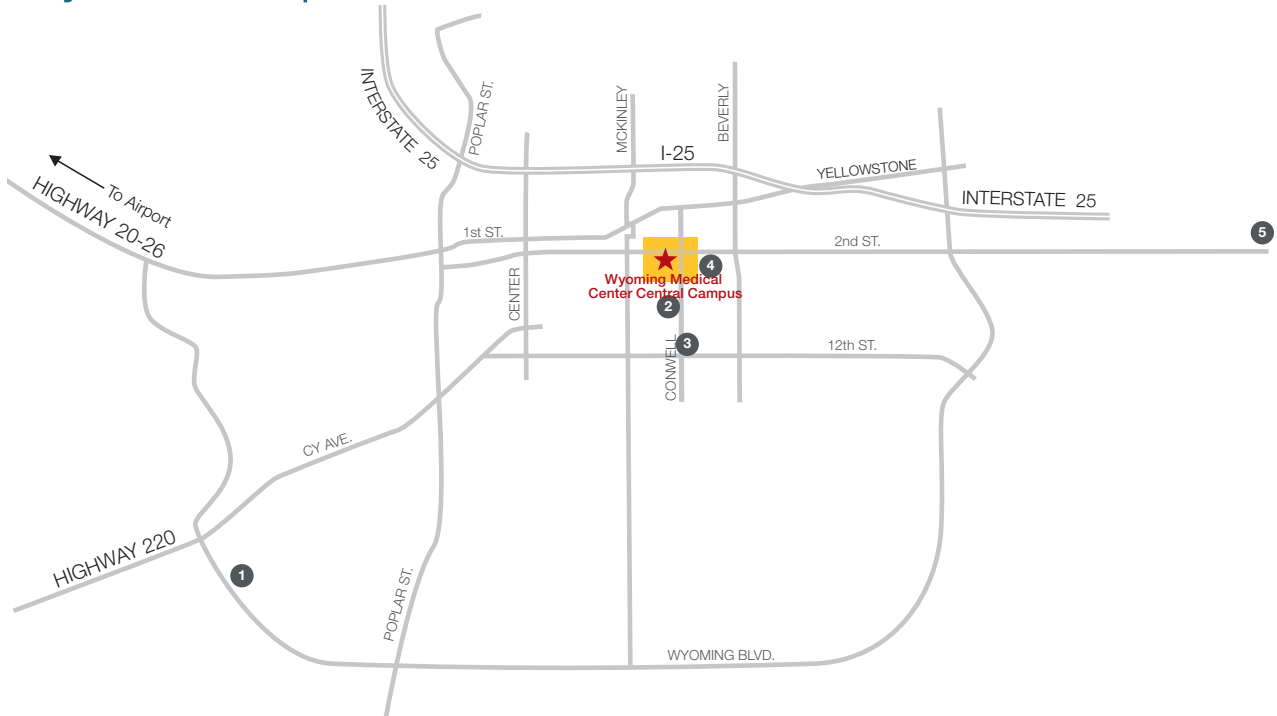 INTERSTATE 25
POPLAR ST.
MCKINLEY
BEVERLY
I-25
YELLOWSTONE
INTERSTATE 25
To Airport
HIGHWAY 20-26
1st ST.
2nd ST.
5
4
Wyoming Medical
Center Central Campus
CENTER
2
3
CONWELL
12th ST.
CY AVE.
HIGHWAY 220
1
POPLAR ST.
WYOMING BLVD.